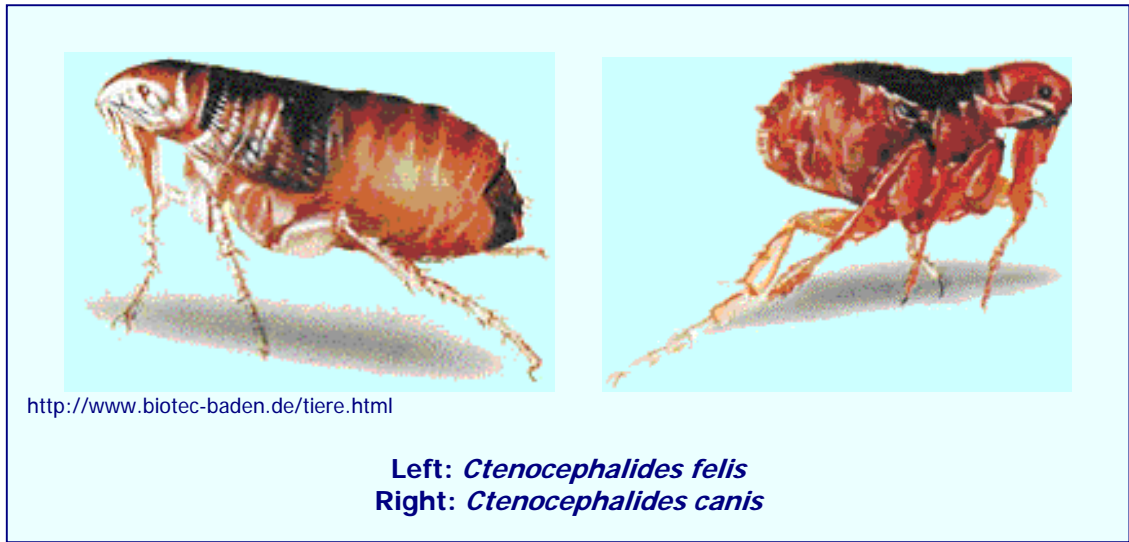 http://www.biotec-baden.de/tiere.html
Left: Ctenocephalides felis
Right: Ctenocephalides canis